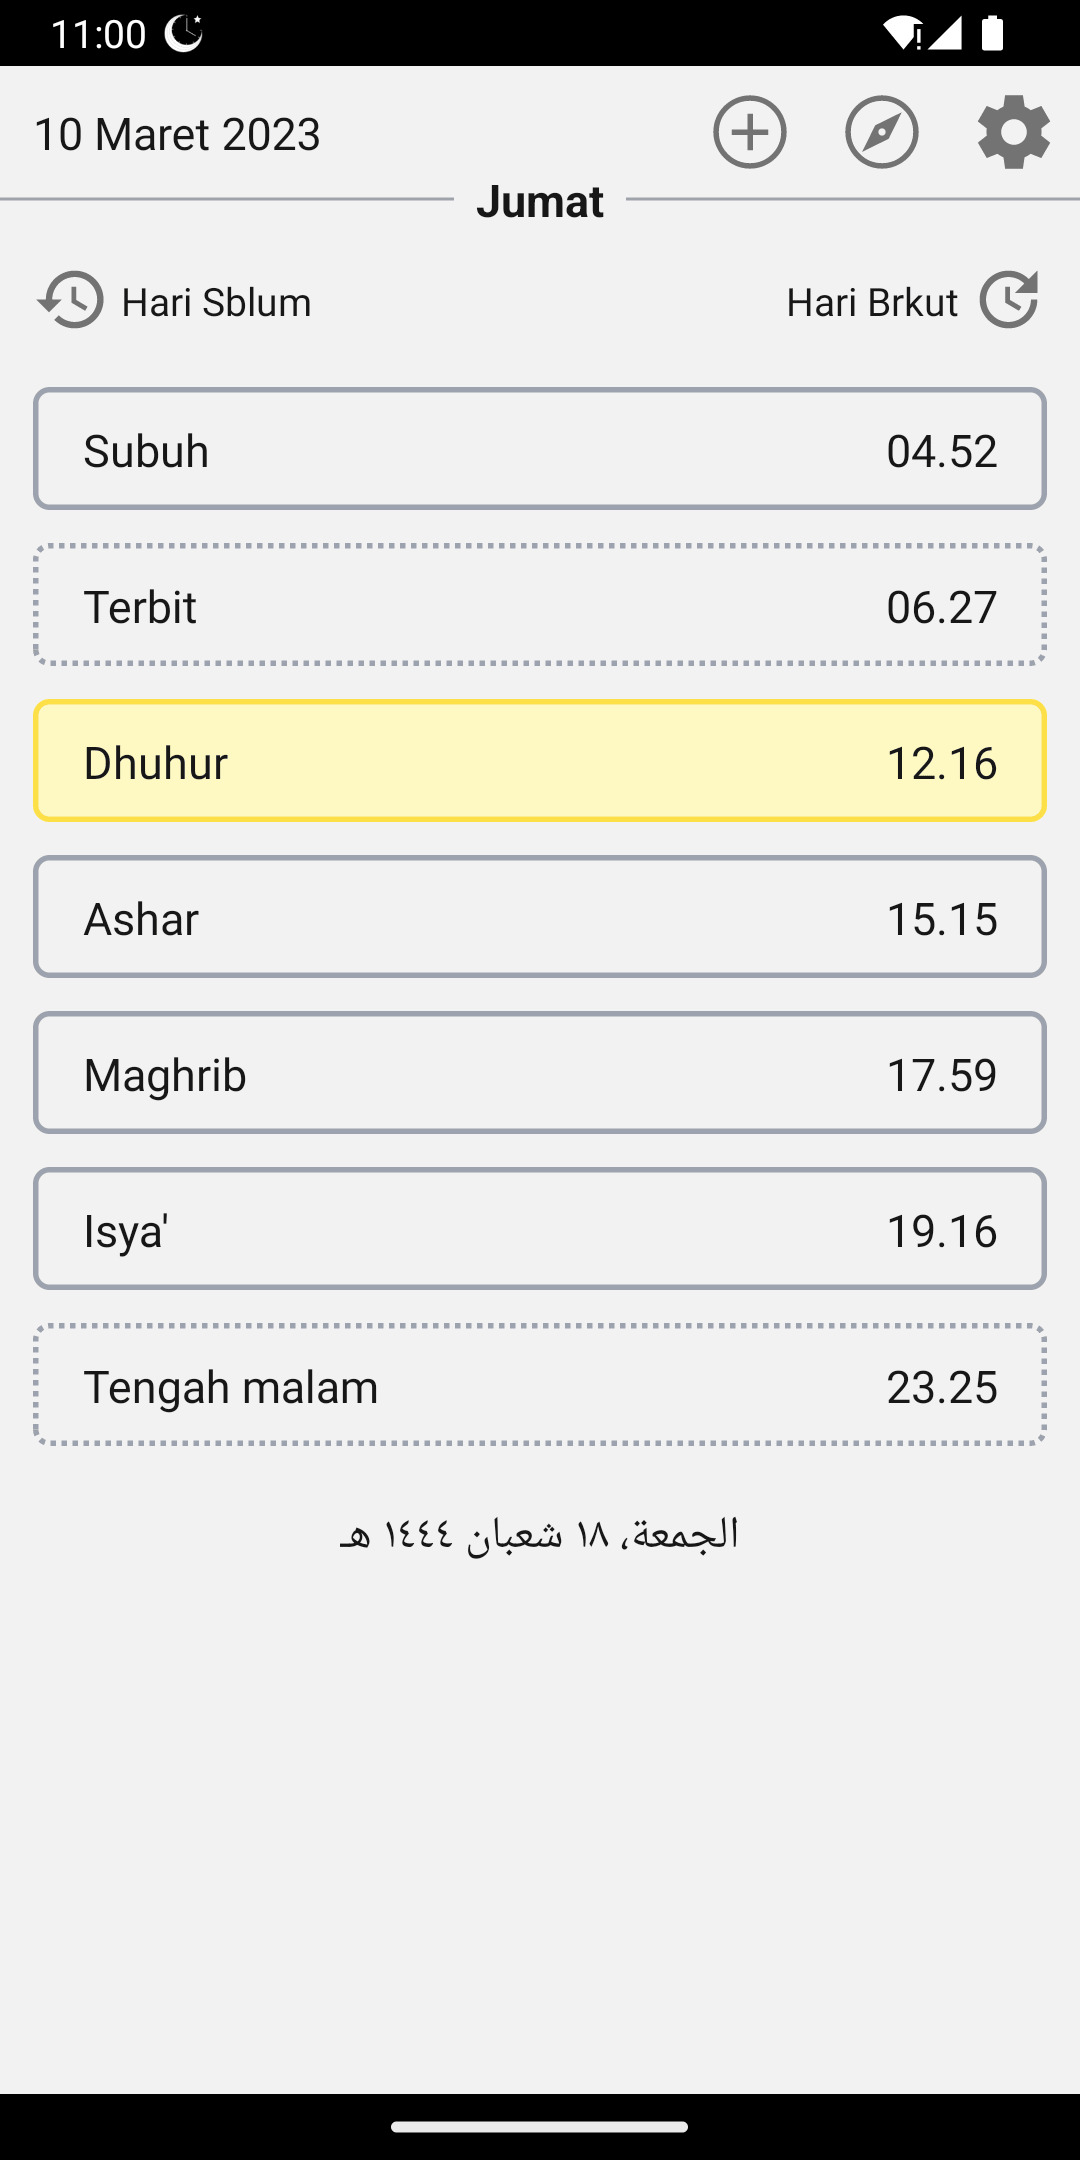 11:00
10 Maret 2023
Jumat
Hari Sblum
Hari Brkut
Subuh 04.52
Terbit 06.27
Dhuhur 12.16
Ashar 15.15
Maghrib 17.59
Isya' 19.16
Tengah malam 23.25
الجمعة، ١٨ شعبان ١٤٤٤ هـ